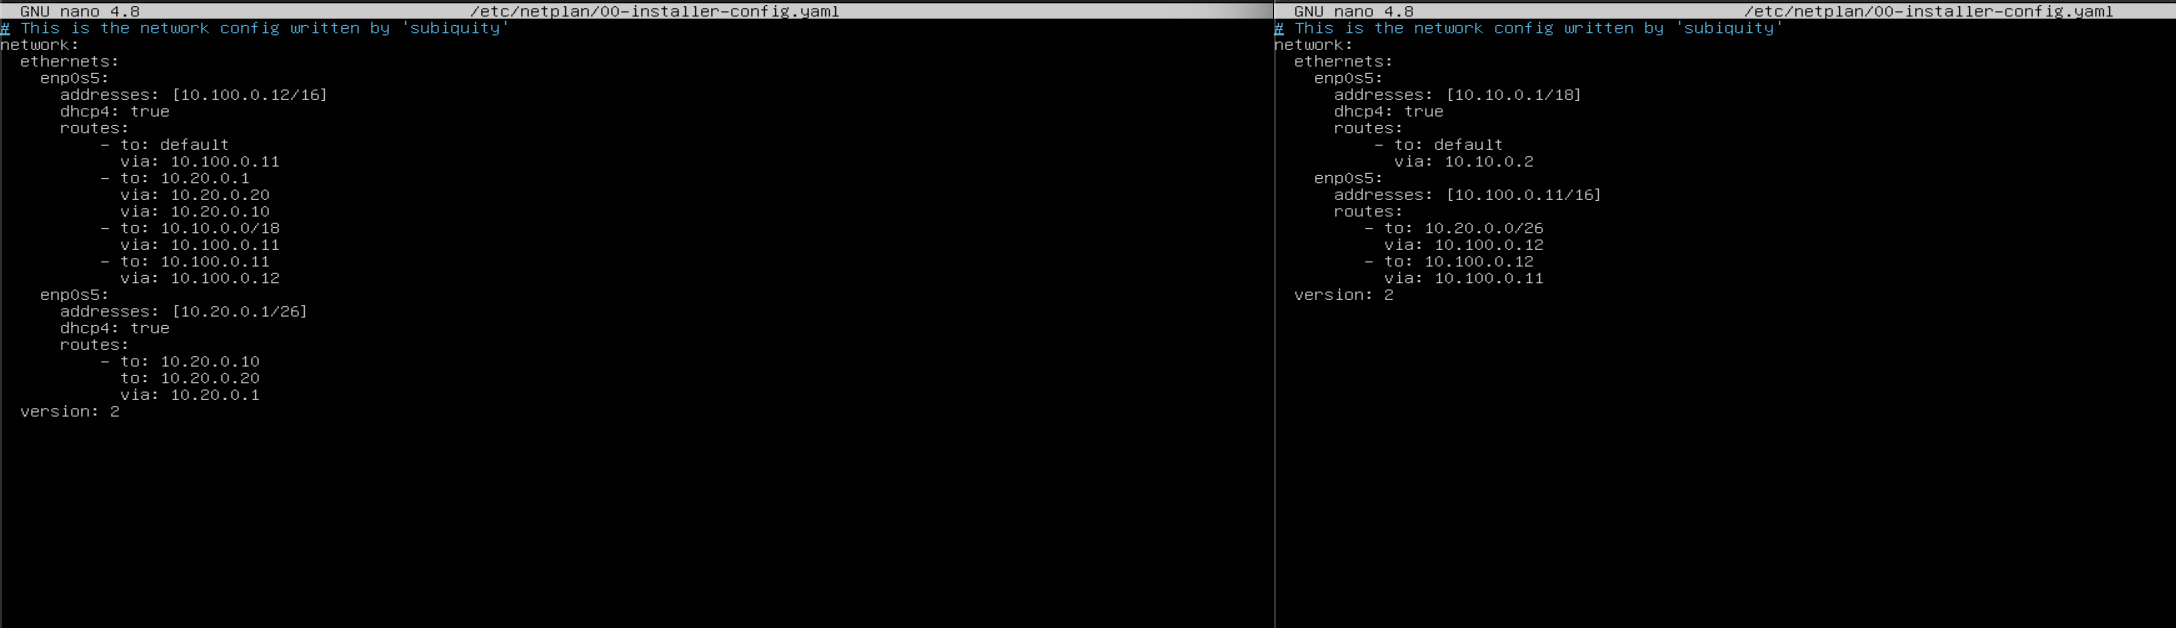 GNU nano 4.8 /etc/netplan/00-installer-config.yaml
# This is the network config written by 'subiquity'
network:
  ethernets:
    enp0s5:
      addresses: [10.100.0.12/16]
      dhcp4: true
      routes:
          - to: default
            via: 10.100.0.11
          - to: 10.20.0.1
            via: 10.20.0.20
            via: 10.20.0.10
          - to: 10.10.0.0/18
            via: 10.100.0.11
          - to: 10.100.0.11
            via: 10.100.0.12
    enp0s5:
      addresses: [10.20.0.1/26]
      dhcp4: true
      routes:
          - to: 10.20.0.10
            to: 10.20.0.20
            via: 10.20.0.1
  version: 2
GNU nano 4.8 /etc/netplan/00-installer-config.yaml
# This is the network config written by 'subiquity'
network:
  ethernets:
    enp0s5:
      addresses: [10.10.0.1/18]
      dhcp4: true
      routes:
          - to: default
            via: 10.10.0.2
    enp0s5:
      addresses: [10.100.0.11/16]
      routes:
         - to: 10.20.0.0/26
           via: 10.100.0.12
         - to: 10.100.0.12
           via: 10.100.0.11
  version: 2